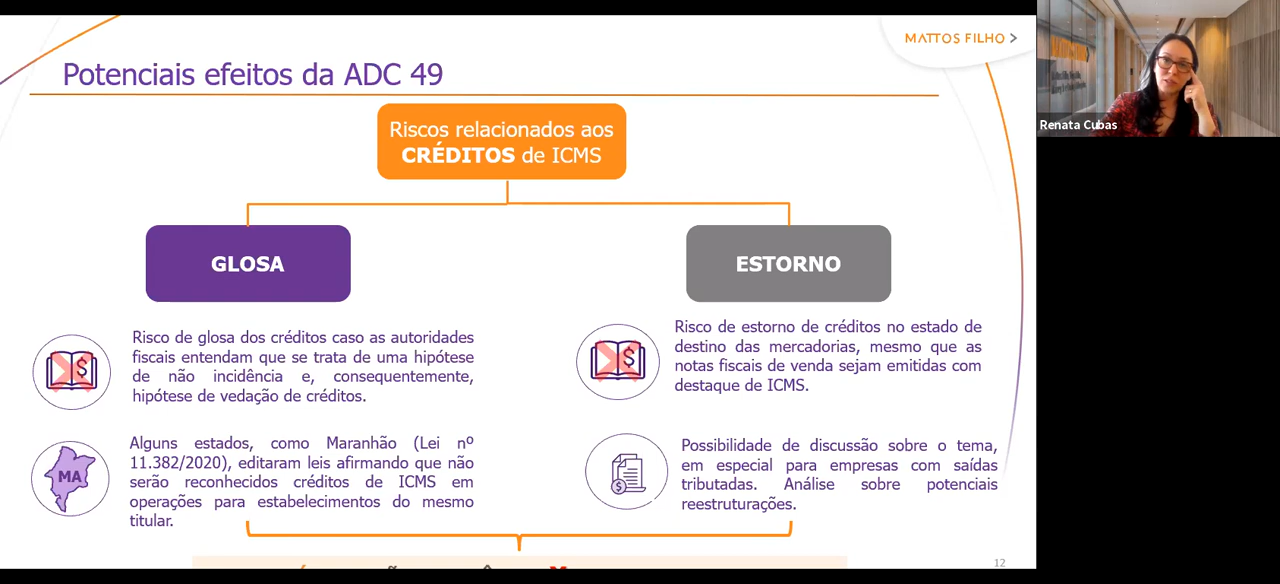 MATTOS FILHO >
Potenciais efeitos da ADC 49
Riscos relacionados aos
CRÉDITOS de ICMS
GLOSA
Risco de glosa dos créditos caso as autoridades
fiscais entendam que se trata de uma hipótese
de não incidência e, consequentemente,
hipótese de vedação de créditos.
MA
Alguns estados, como Maranhão (Lei nº
11.382/2020), editaram leis afirmando que não
serão reconhecidos créditos de ICMS em
operações para estabelecimentos do mesmo
titular.
ESTORNO
Risco de estorno de créditos no estado de
destino das mercadorias, mesmo que as
notas fiscais de venda sejam emitidas com
destaque de ICMS.
Possibilidade de discussão sobre o tema,
em especial para empresas com saídas
tributadas. Análise sobre potenciais
reestruturações.
12
Renata Cubas